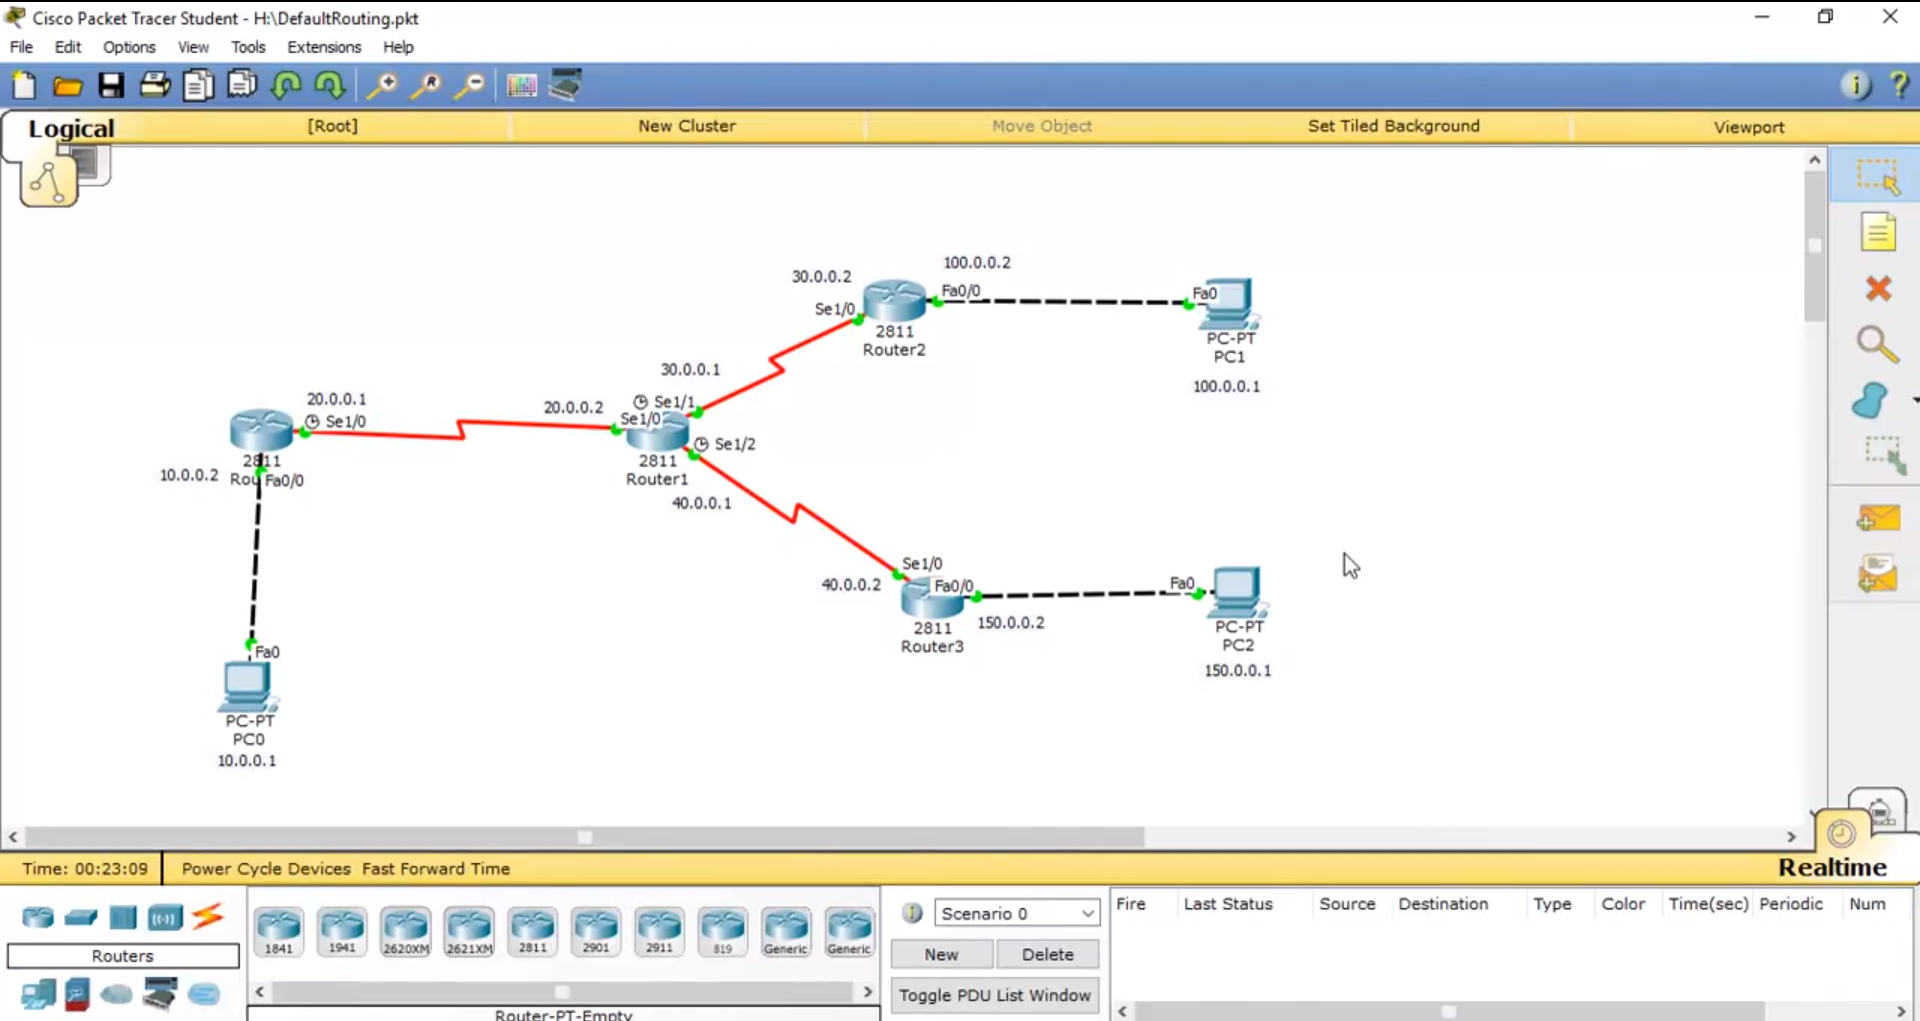 Cisco Packet Tracer Student - H:\DefaultRouting.pkt
File Edit Options View Tools Extensions Help
Logical [Root] New Cluster Move Object Set Tiled Background Viewport
100.0.0.2
30.0.0.2
Fa0/0
Fa0
Se1/0
2811
Router2
PC-PT
PC1
100.0.0.1
30.0.0.1
20.0.0.1
Se1/0
20.0.0.2
Se1/1
Se1/0
Se1/2
2811
Router1
40.0.0.1
2811
10.0.0.2
Rou
Fa0/0
Se1/0
40.0.0.2
Fa0/0
2811
Router3
150.0.0.2
Fa0
PC-PT
PC2
150.0.0.1
Fa0
PC-PT
PC0
10.0.0.1
Time: 00:23:09 Power Cycle Devices Fast Forward Time
Realtime
Routers
1841 1941 2620XM 2621XM 2811 2901 2911 819 Generic Generic
Router-PT-Empty
Scenario 0
New Delete
Toggle PDU List Window
Fire Last Status Source Destination Type Color Time(sec) Periodic Num